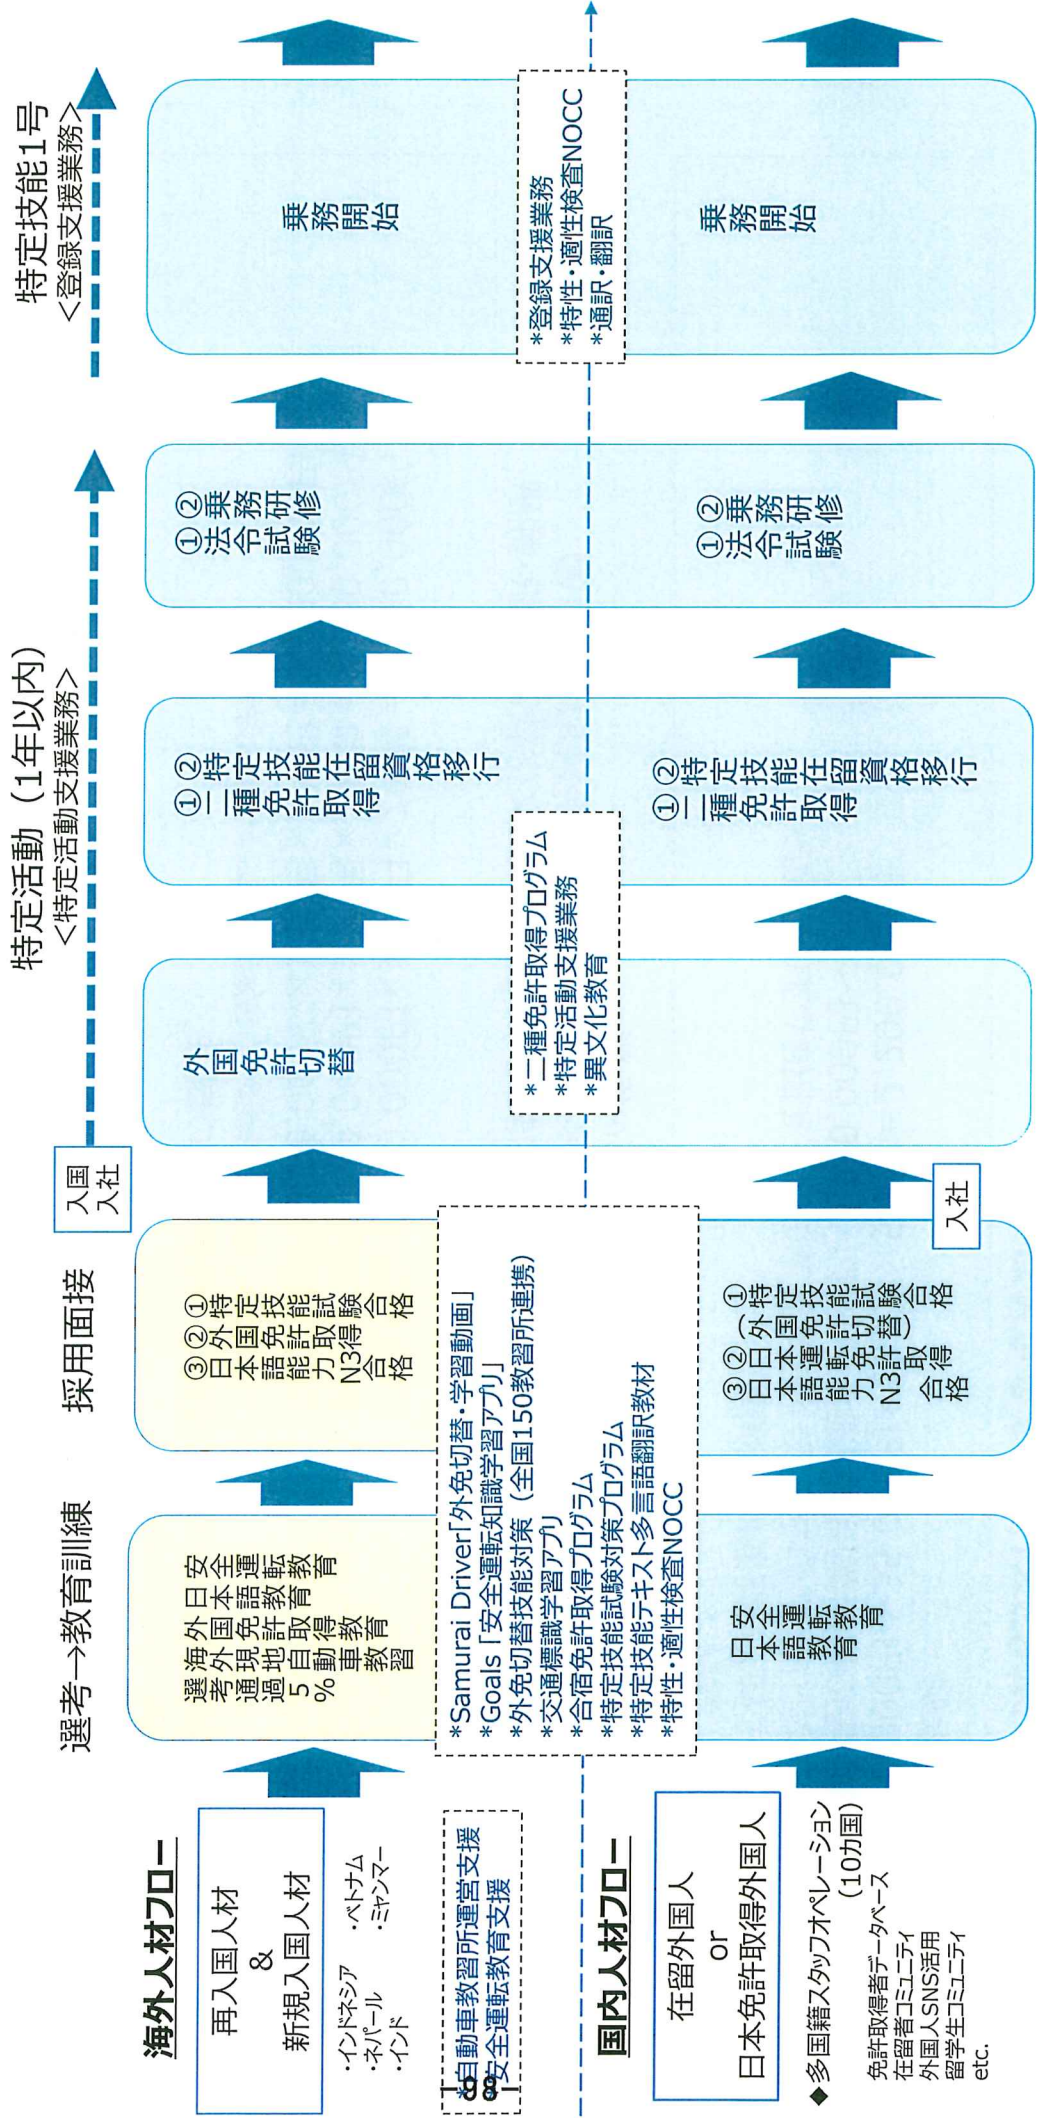 選考→教育訓練
採用面接
入国
入社
特定活動（1年以内）
<特定活動支援業務>
特定技能1号
<登録支援業務>
海外人材フロー
再入国人材
&
新規入国人材
・インドネシア ・ベトナム
・ネパール ・ミャンマー
・インド
*自動車教習所運営支援
*安全運転教育支援
安全運転教育
日本語教育
外国免許取得教育
海外現地自動車教習
選考通過5%
①特定技能試験合格
②外国免許取得
③日本語能力N3合格
外国免許切替
①二種免許取得
②特定技能在留資格移行
①法令試験
②乗務研修
乗務開始
*Samurai Driver「外免切替・学習動画」
*Goals「安全運転知識学習アプリ」
*外免切替技能対策（全国150教習所連携）
*交通標識学習アプリ
*合宿免許取得プログラム
*特定技能試験対策プログラム
*特定技能テキスト多言語翻訳教材
*特性・適性検査NOCC
*二種免許取得プログラム
*特定活動支援業務
*異文化教育
*登録支援業務
*特性・適性検査NOCC
*通訳・翻訳
国内人材フロー
在留外国人
or
日本免許取得外国人
◆多国籍スタッフオペレーション
（10カ国）
免許取得者データベース
在留者コミュニティ
外国人SNS活用
留学生コミュニティ
etc.
安全運転教育
日本語教育
①特定技能試験合格
（外国免許切替）
②日本運転免許取得
③日本語能力N3合格
入社
①二種免許取得
②特定技能在留資格移行
①法令試験
②乗務研修
乗務開始
-88-